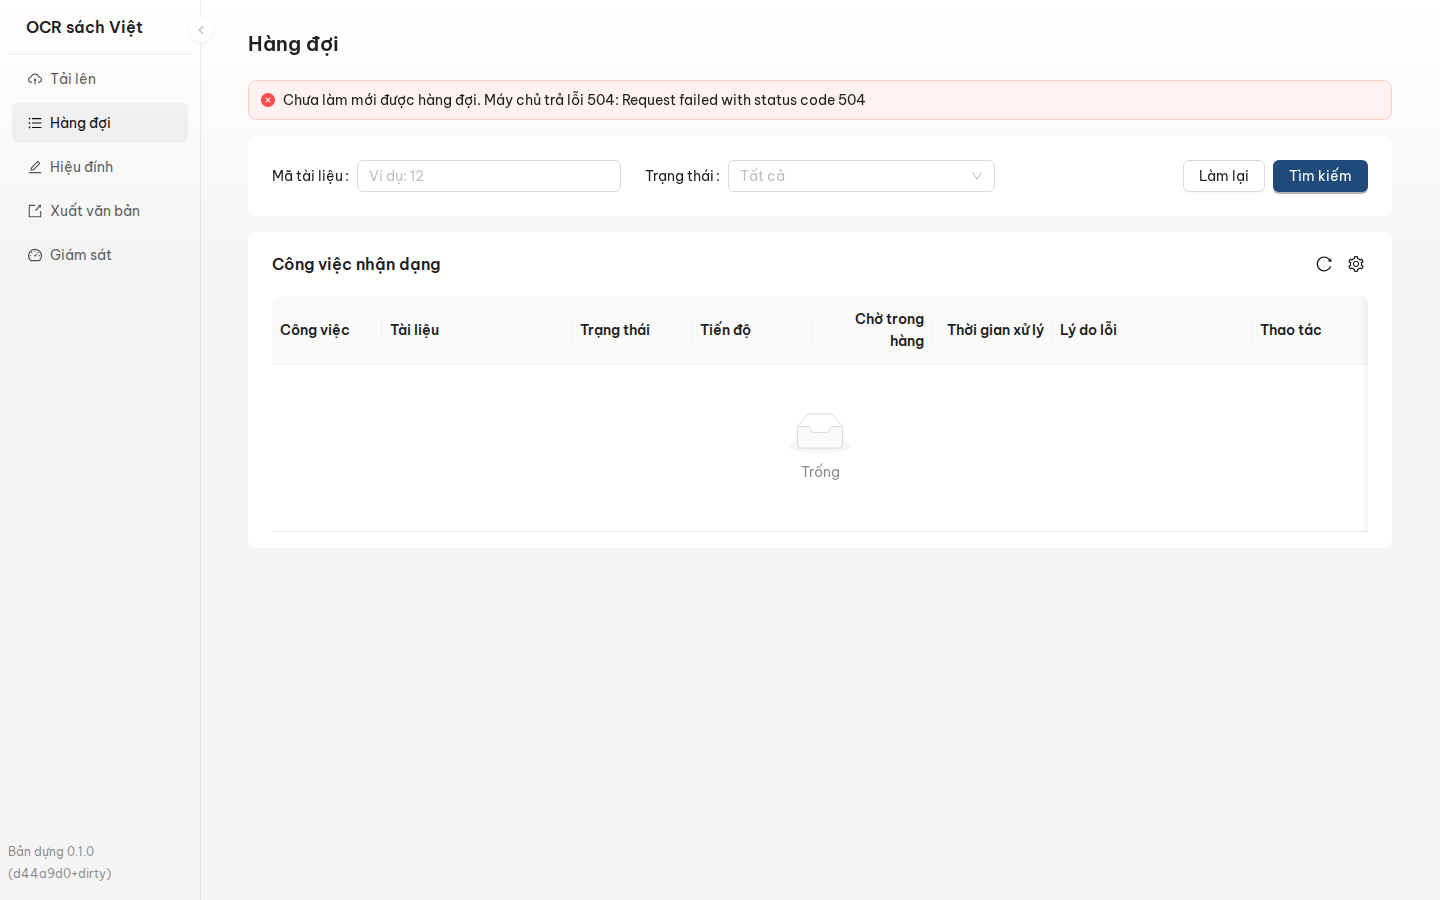 OCR sách Việt
Tải lên
Hàng đợi
Hiệu đính
Xuất văn bản
Giám sát
Bản dựng 0.1.0
(d44a9d0+dirty)
Hàng đợi
Chưa làm mới được hàng đợi. Máy chủ trả lỗi 504: Request failed with status code 504
Mã tài liệu: Ví dụ: 12 Trạng thái: Tất cả Làm lại Tìm kiếm
Công việc nhận dạng
Công việc Tài liệu Trạng thái Tiến độ Chờ trong hàng Thời gian xử lý Lý do lỗi Thao tác
Trống